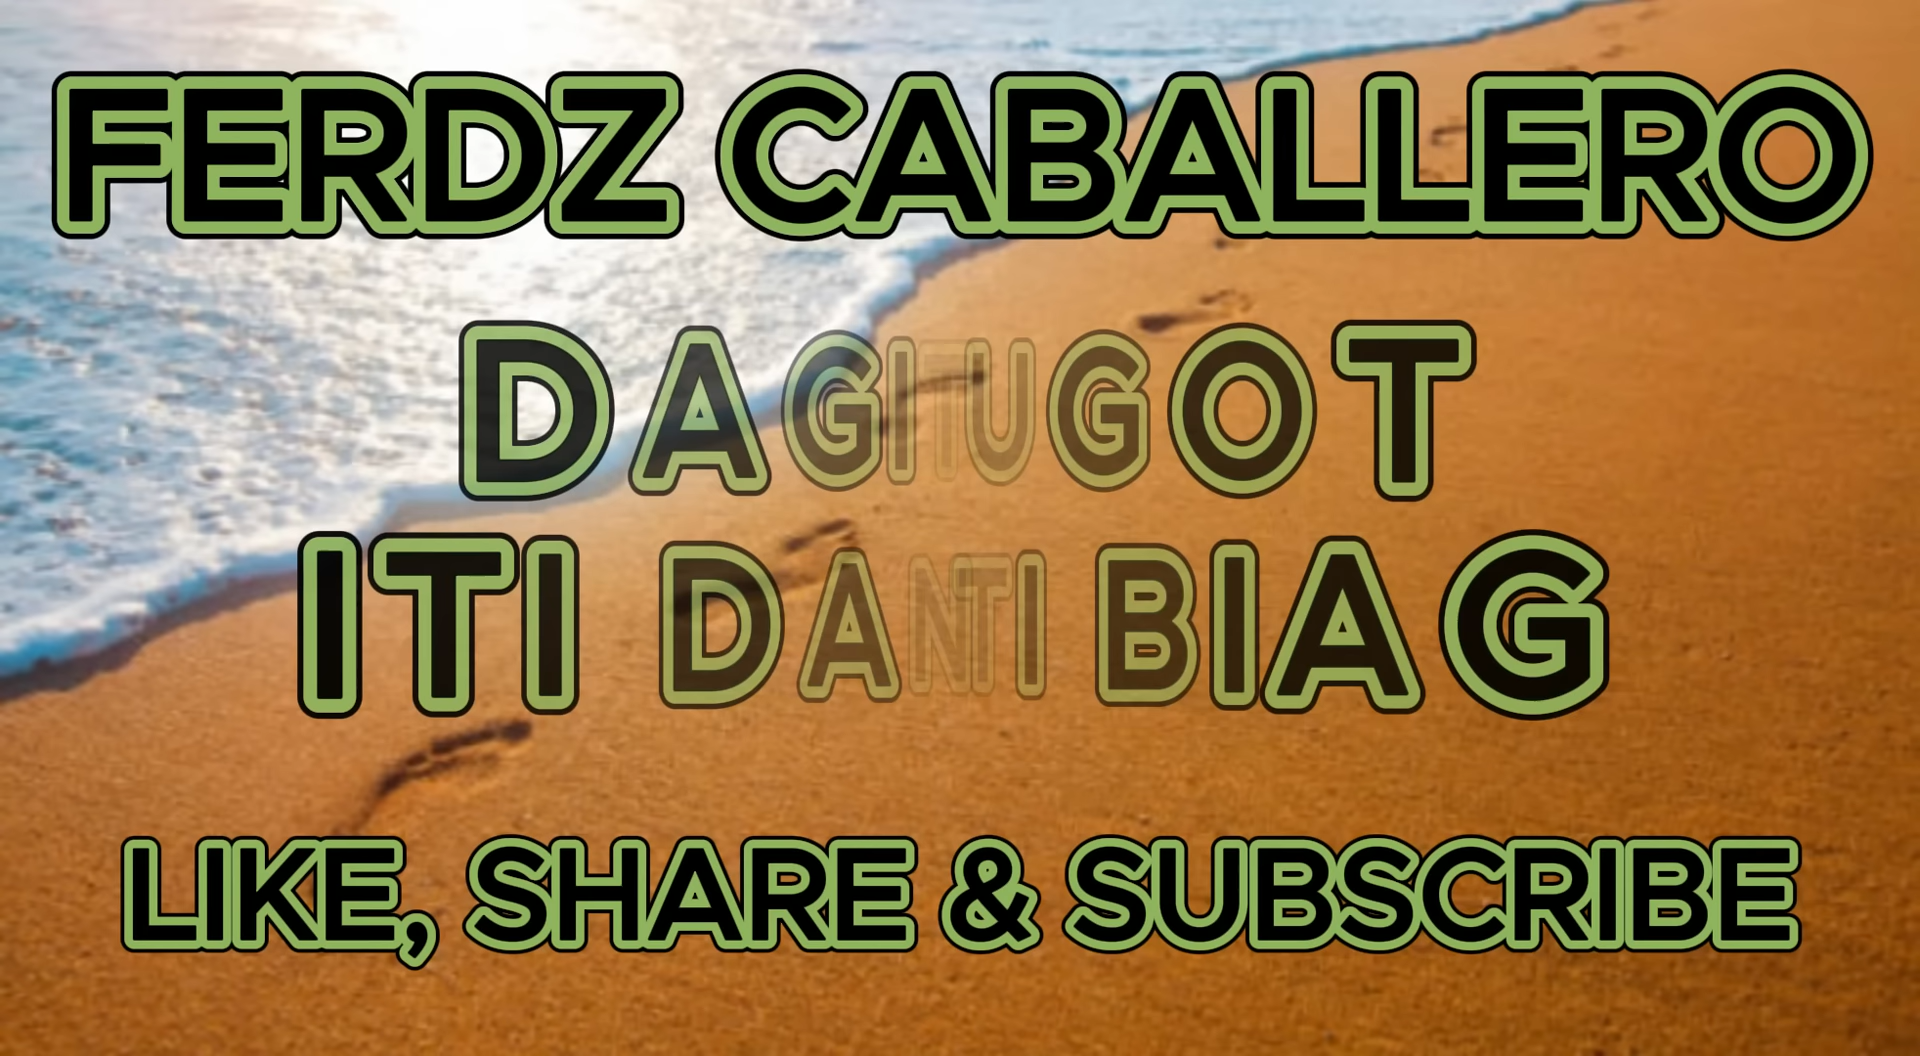 FERDZ CABALLERO
DAGITUGOT
ITI DANTI BIAG
LIKE, SHARE & SUBSCRIBE